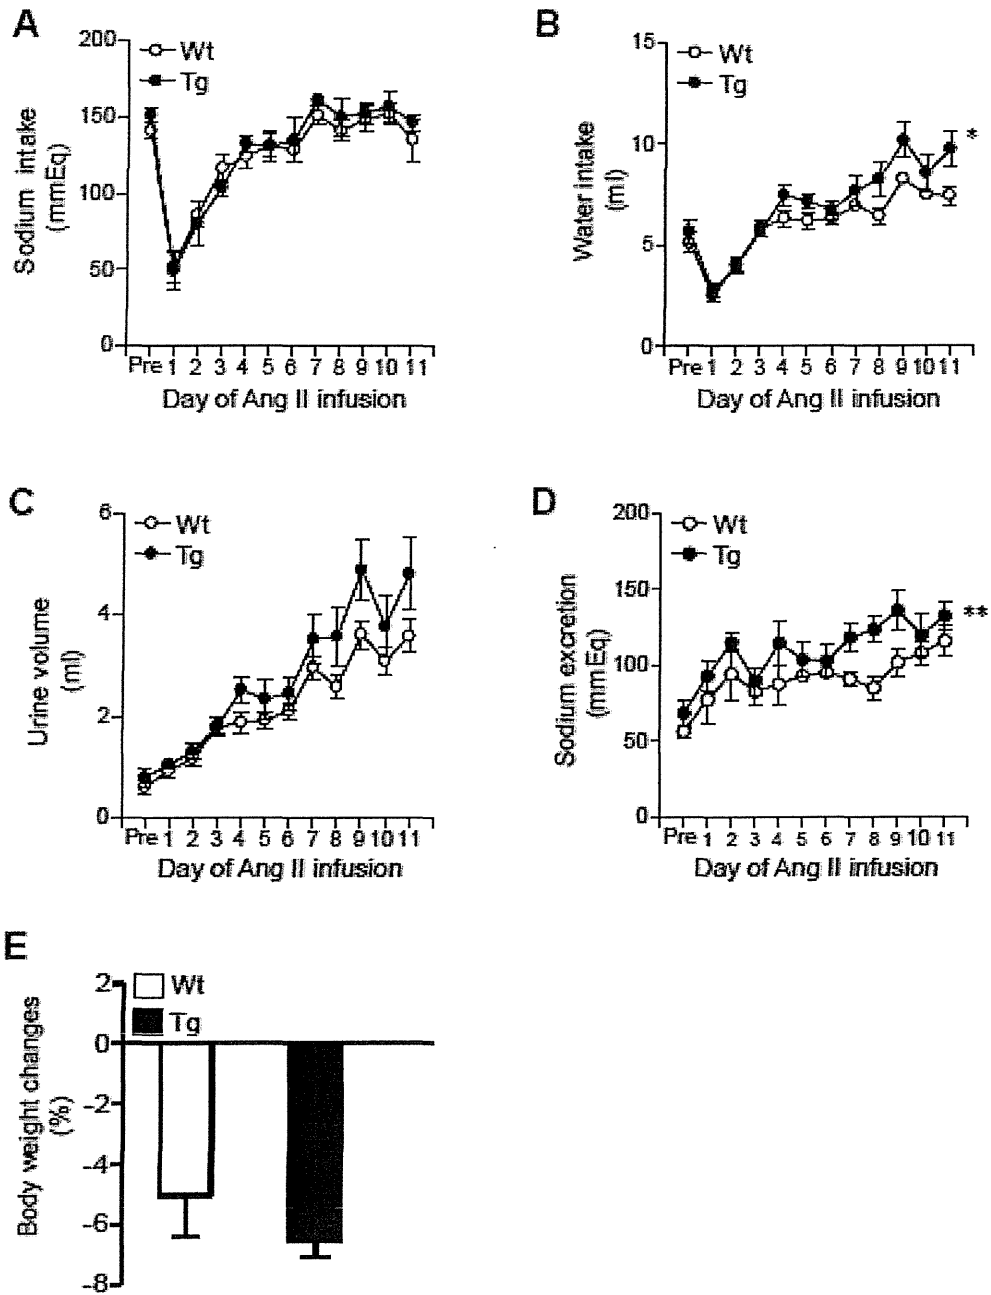 A
Sodium intake
(mmEq)
200
150
100
50
0
Wt
Tg
Pre 1 2 3 4 5 6 7 8 9 10 11
Day of Ang II infusion
B
Water intake
(ml)
15
10
5
0
Wt
Tg
*
Pre 1 2 3 4 5 6 7 8 9 10 11
Day of Ang II infusion
C
Urine volume
(ml)
6
4
2
0
Wt
Tg
Pre 1 2 3 4 5 6 7 8 9 10 11
Day of Ang II infusion
D
Sodium excretion
(mmEq)
200
150
100
50
0
Wt
Tg
**
Pre 1 2 3 4 5 6 7 8 9 10 11
Day of Ang II infusion
E
Body weight changes
(%)
2
0
-2
-4
-6
-8
Wt
Tg